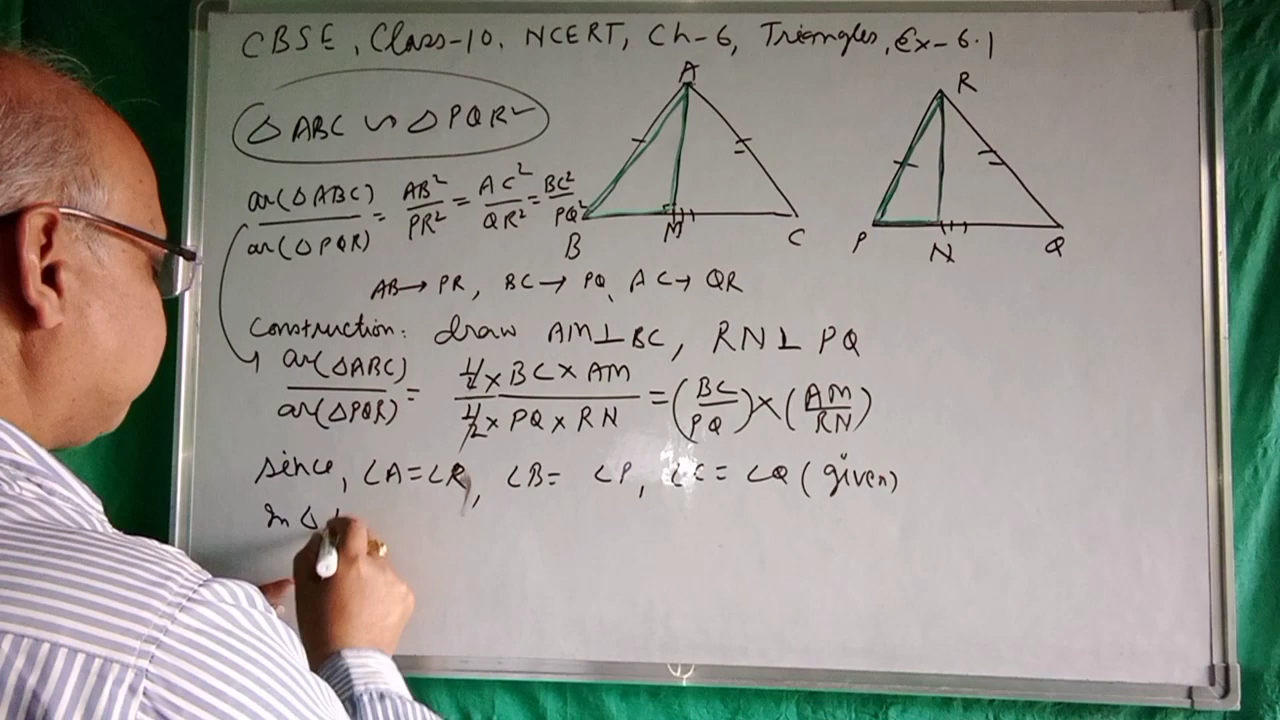 CBSE, Class-10, NCERT, Ch-6, Triangles, Ex-6.1
△ABC ∽ △PQR
ar(△ABC)/ar(△PQR) = AB²/PR² = AC²/QR² = BC²/PQ²
A
B
M
C
R
P
N
Q
AB→PR, BC→PQ, AC→QR
Construction: draw AM⊥BC, RN⊥PQ
ar(△ABC)/ar(△PQR) = (1/2 × BC × AM)/(1/2 × PQ × RN) = (BC/PQ) × (AM/RN)
since, ∠A=∠R, ∠B= ∠P, ∠C= ∠Q (given)
In △